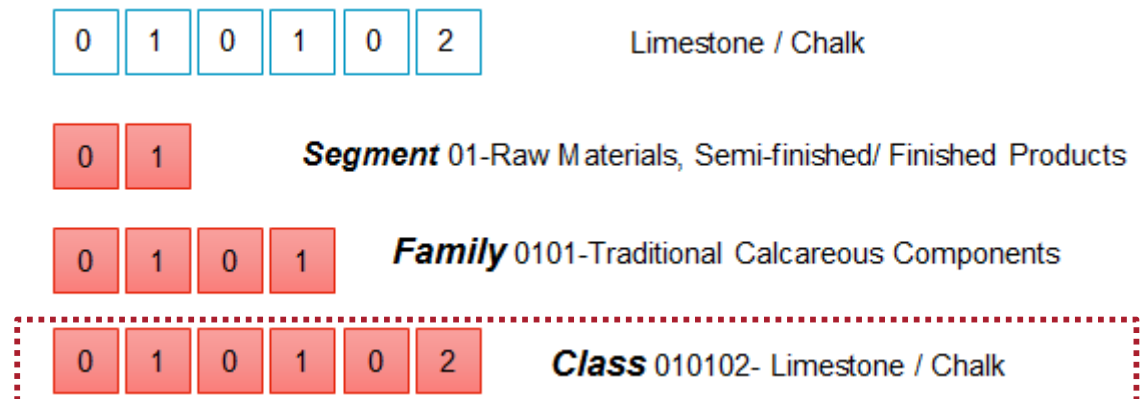 0 1 0 1 0 2 Limestone / Chalk
0 1 Segment 01-Raw Materials, Semi-finished/ Finished Products
0 1 0 1 Family 0101-Traditional Calcareous Components
0 1 0 1 0 2 Class 010102- Limestone / Chalk